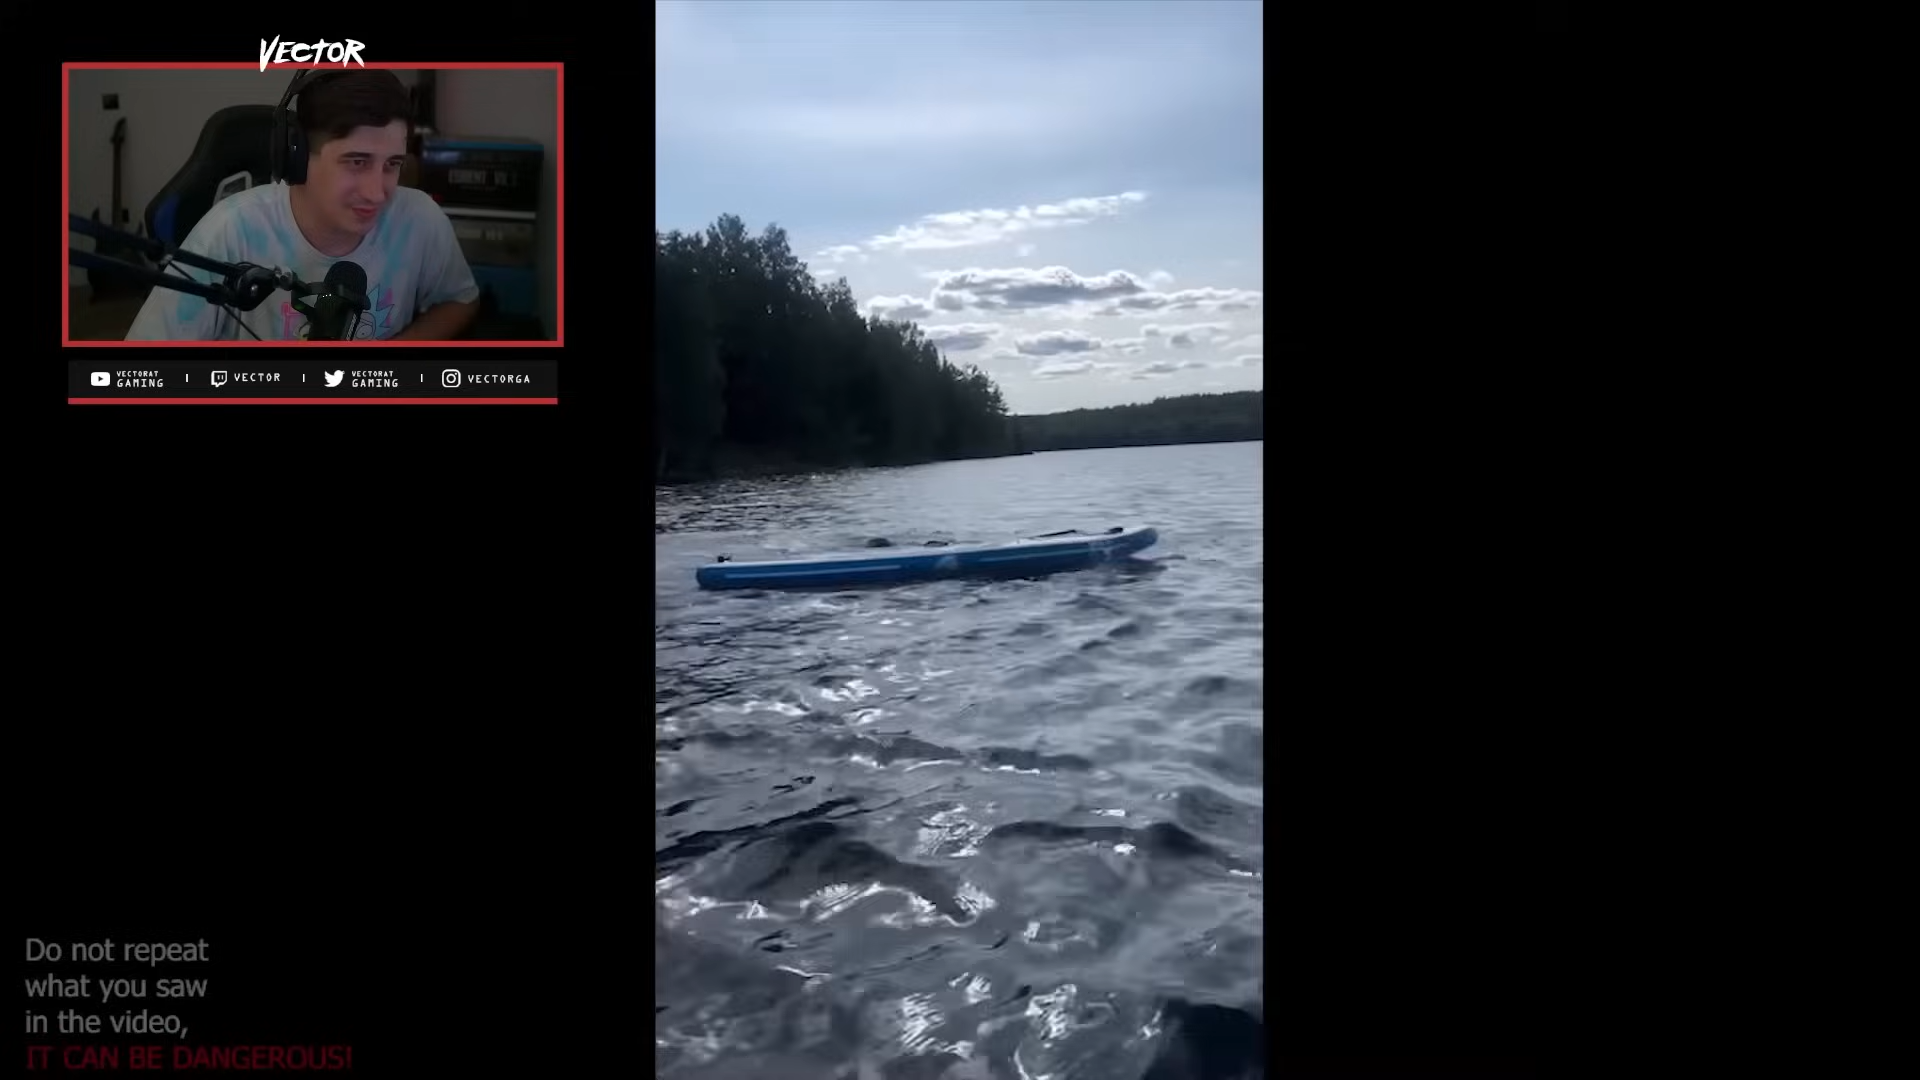 VECTOR
VECTORAT GAMING
VECTOR
VECTORAT GAMING
VECTORGA
Do not repeat
what you saw
in the video,
IT CAN BE DANGEROUS!